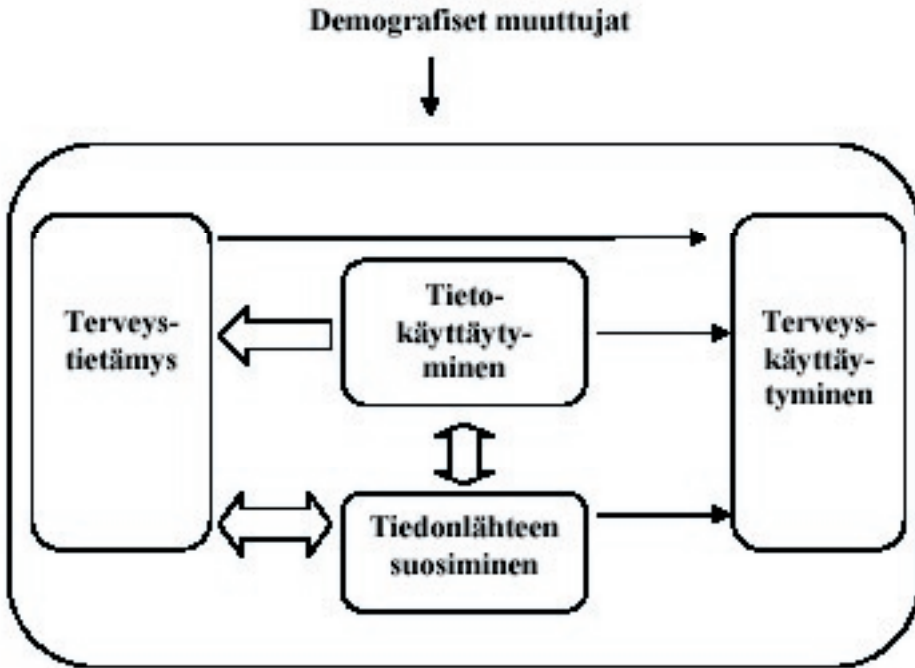 Demografiset muuttujat
Terveys-
tietämys
Tieto-
käyttäyty-
minen
Terveys-
käyttäy-
tyminen
Tiedonlähteen
suosiminen